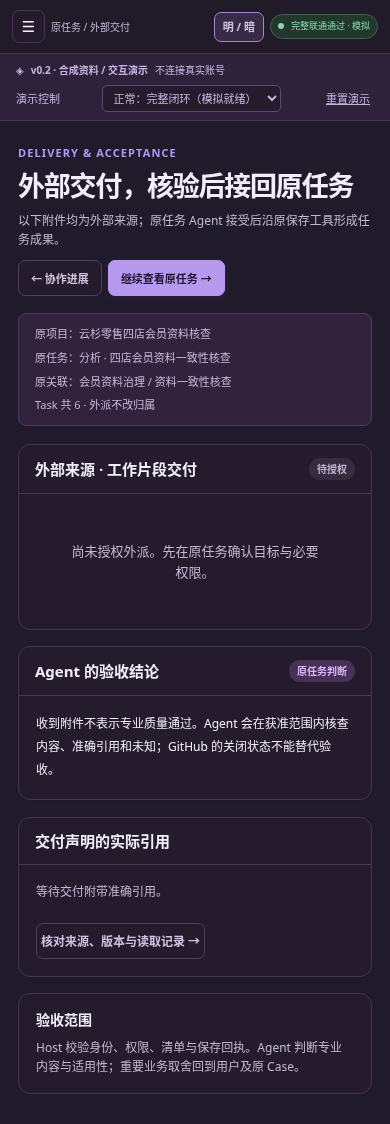 ☰ 原任务 / 外部交付 明 / 暗 完整联通通过 · 模拟
◈ v0.2 · 合成资料 / 交互演示 不连接真实账号
演示控制 正常：完整闭环（模拟就绪） 重置演示
DELIVERY & ACCEPTANCE
外部交付，核验后接回原任务
以下附件均为外部来源；原任务 Agent 接受后沿原保存工具形成任
务成果。
← 协作进展 继续查看原任务 →
原项目：云杉零售四店会员资料核查
原任务：分析 · 四店会员资料一致性核查
原关联：会员资料治理 / 资料一致性核查
Task 共 6 · 外派不改归属
外部来源 · 工作片段交付 待授权
尚未授权外派。先在原任务确认目标与必要
权限。
Agent 的验收结论 原任务判断
收到附件不表示专业质量通过。Agent 会在获准范围内核查
内容、准确引用和未知；GitHub 的关闭状态不能替代验
收。
交付声明的实际引用
等待交付附带准确引用。
核对来源、版本与读取记录 →
验收范围
Host 校验身份、权限、清单与保存回执。Agent 判断专业
内容与适用性；重要业务取舍回到用户及原 Case。